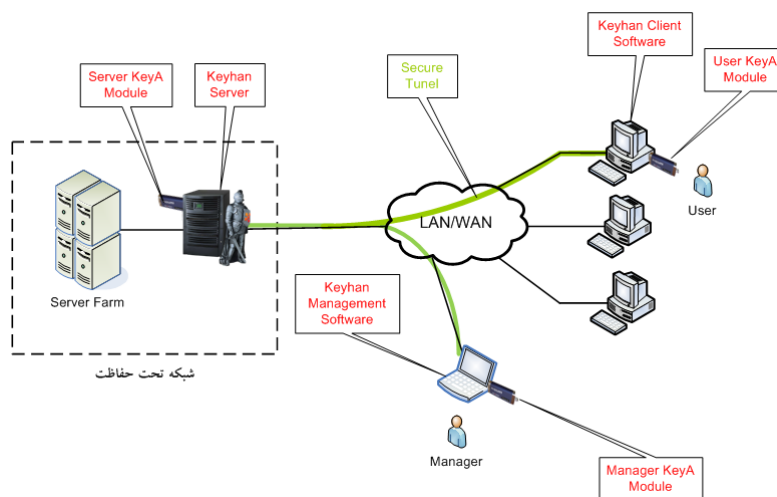 Keyhan Client
Software
Server KeyA
Module
Keyhan
Server
Secure
Tunel
User KeyA
Module
User
LAN/WAN
Server Farm
Keyhan
Management
Software
شبکه تحت حفاظت
Manager
Manager KeyA
Module